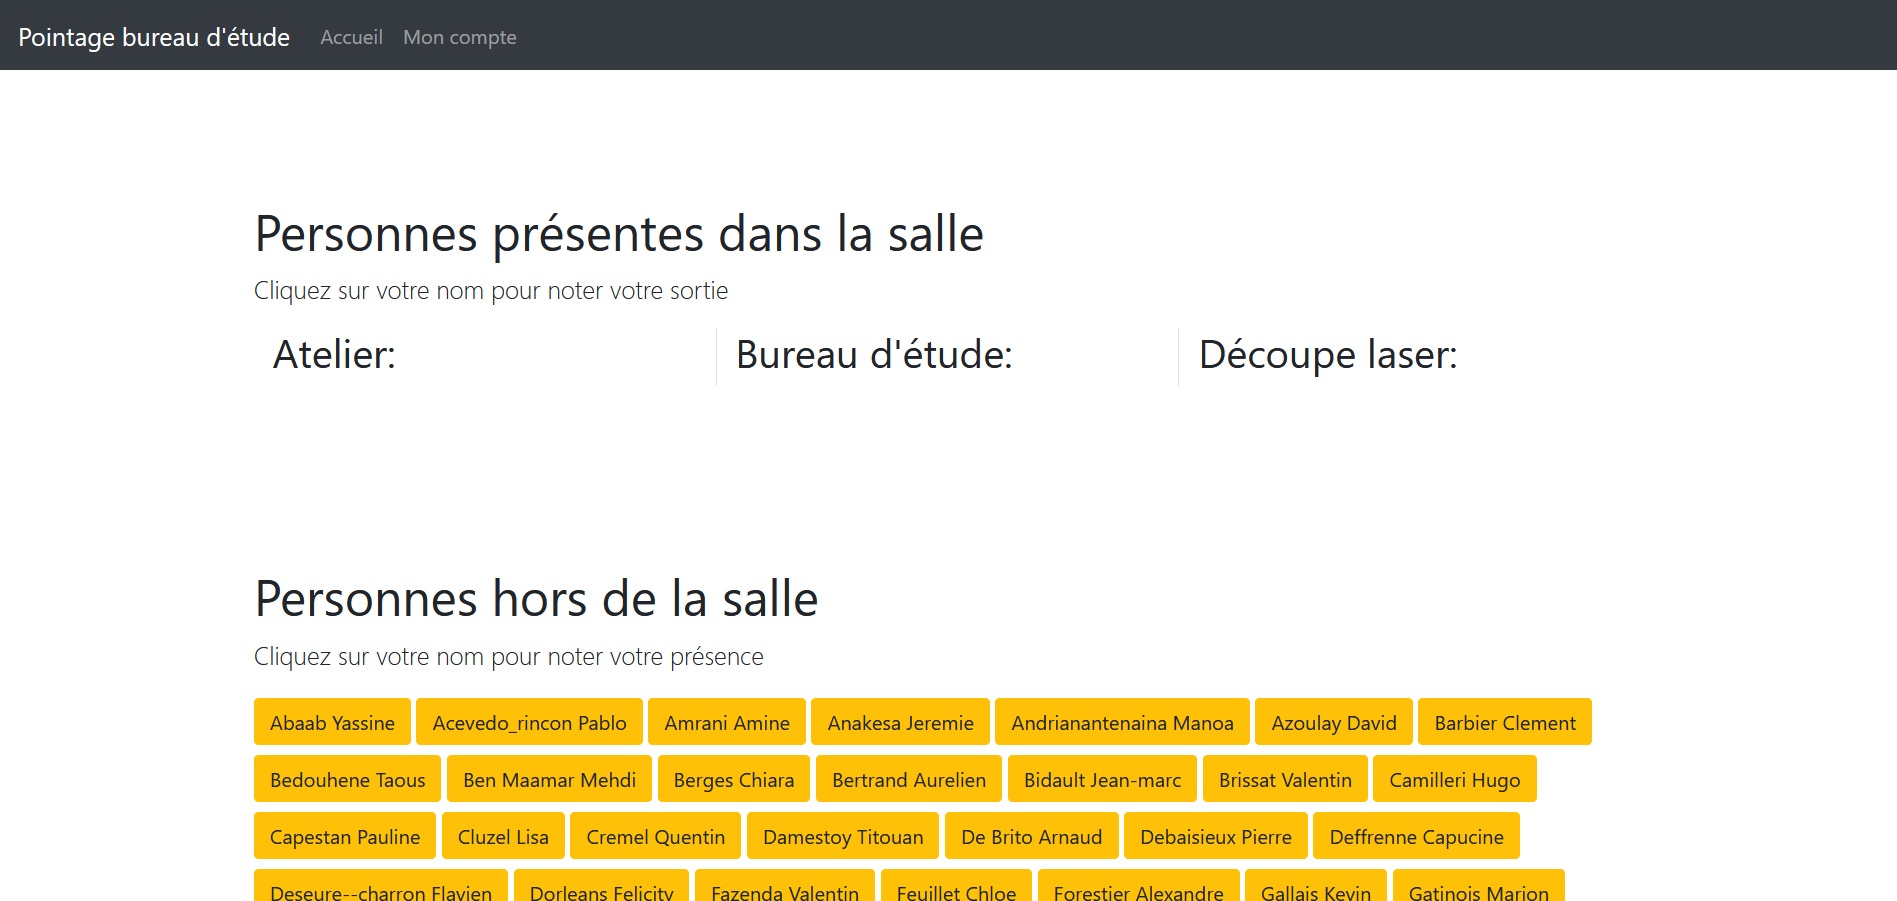 Pointage bureau d'étude Accueil Mon compte
Personnes présentes dans la salle
Cliquez sur votre nom pour noter votre sortie
Atelier: Bureau d'étude: Découpe laser:
Personnes hors de la salle
Cliquez sur votre nom pour noter votre présence
Abaab Yassine Acevedo_rincon Pablo Amrani Amine Anakesa Jeremie Andrianantenaina Manoa Azoulay David Barbier Clement
Bedouhene Taous Ben Maamar Mehdi Berges Chiara Bertrand Aurelien Bidault Jean-marc Brissat Valentin Camilleri Hugo
Capestan Pauline Cluzel Lisa Cremel Quentin Damestoy Titouan De Brito Arnaud Debaisieux Pierre Deffrenne Capucine
Deseure--charron Flavien Dorleans Felicity Fazenda Valentin Feuillet Chloe Forestier Alexandre Gallais Kevin Gatinois Marion